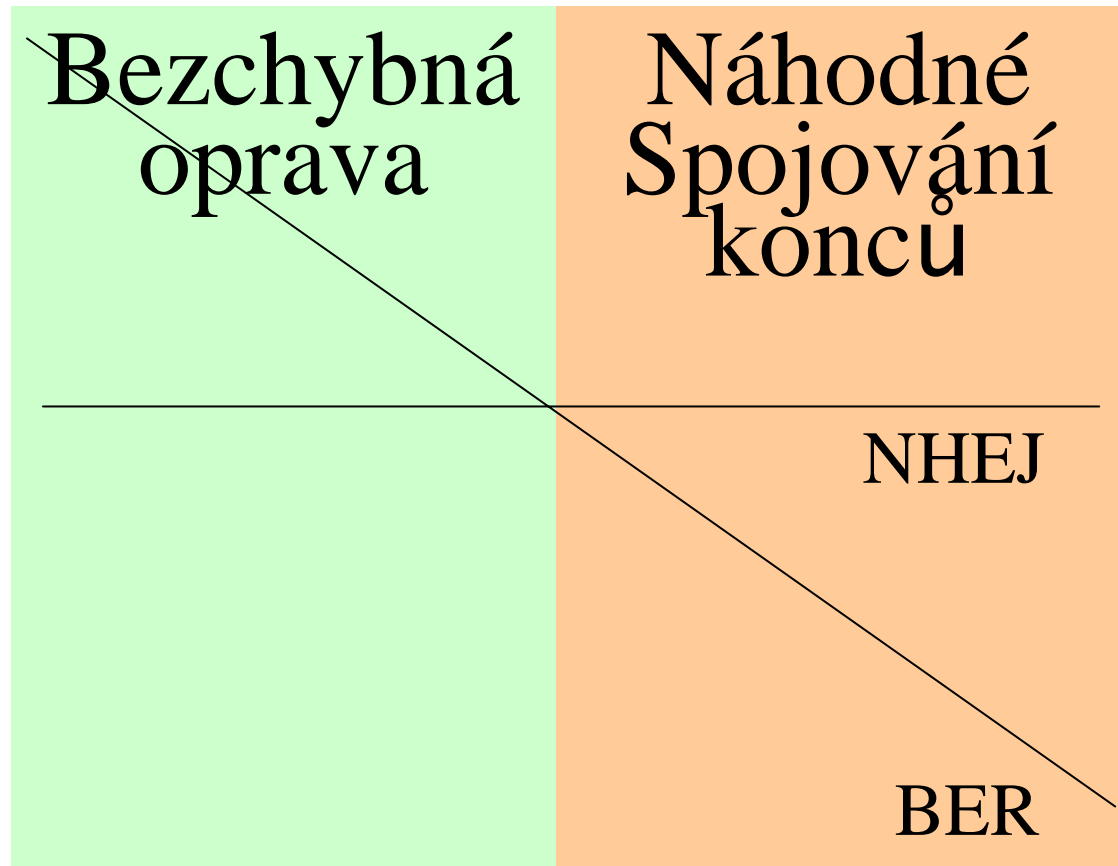 Bezchybná
oprava
Náhodné
Spojování
konců
NHEJ
BER